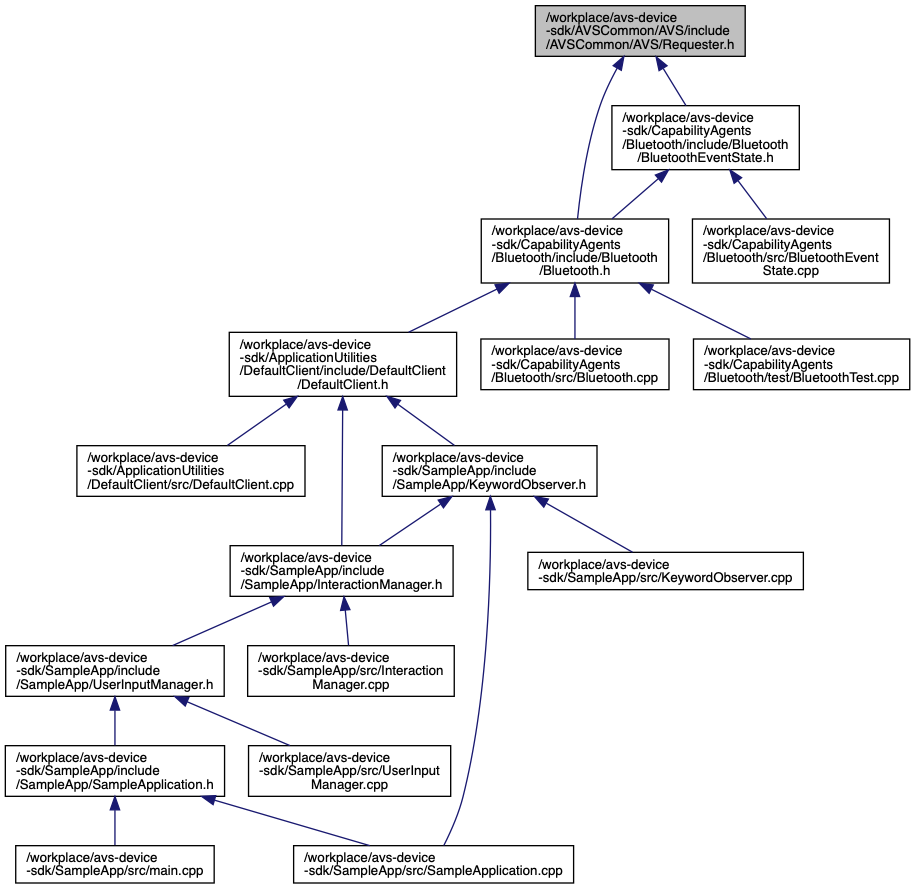 /workplace/avs-device
-sdk/AVSCommon/AVS/include
/AVSCommon/AVS/Requester.h
/workplace/avs-device
-sdk/CapabilityAgents
/Bluetooth/include/Bluetooth
/BluetoothEventState.h
/workplace/avs-device
-sdk/CapabilityAgents
/Bluetooth/include/Bluetooth
/Bluetooth.h
/workplace/avs-device
-sdk/CapabilityAgents
/Bluetooth/src/BluetoothEvent
State.cpp
/workplace/avs-device
-sdk/ApplicationUtilities
/DefaultClient/include/DefaultClient
/DefaultClient.h
/workplace/avs-device
-sdk/CapabilityAgents
/Bluetooth/src/Bluetooth.cpp
/workplace/avs-device
-sdk/CapabilityAgents
/Bluetooth/test/BluetoothTest.cpp
/workplace/avs-device
-sdk/ApplicationUtilities
/DefaultClient/src/DefaultClient.cpp
/workplace/avs-device
-sdk/SampleApp/include
/SampleApp/KeywordObserver.h
/workplace/avs-device
-sdk/SampleApp/include
/SampleApp/InteractionManager.h
/workplace/avs-device
-sdk/SampleApp/src/KeywordObserver.cpp
/workplace/avs-device
-sdk/SampleApp/include
/SampleApp/UserInputManager.h
/workplace/avs-device
-sdk/SampleApp/src/Interaction
Manager.cpp
/workplace/avs-device
-sdk/SampleApp/include
/SampleApp/SampleApplication.h
/workplace/avs-device
-sdk/SampleApp/src/UserInput
Manager.cpp
/workplace/avs-device
-sdk/SampleApp/src/main.cpp
/workplace/avs-device
-sdk/SampleApp/src/SampleApplication.cpp